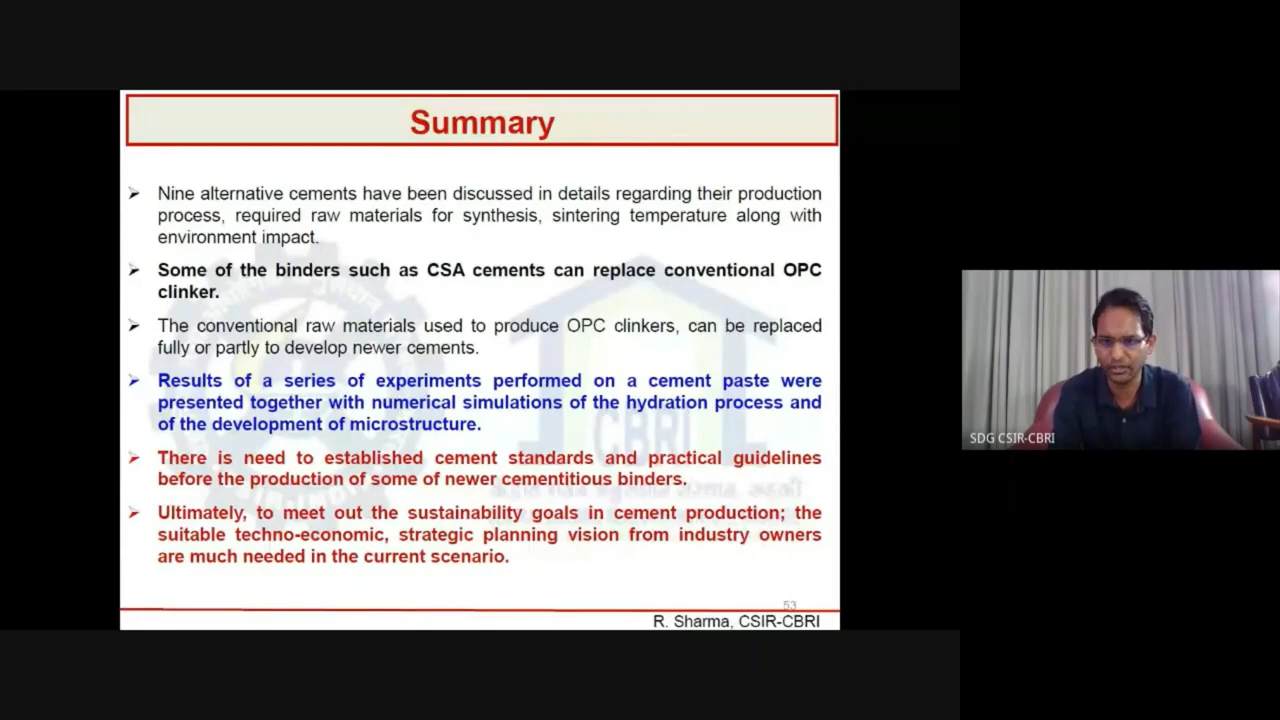 Summary
Nine alternative cements have been discussed in details regarding their production
process, required raw materials for synthesis, sintering temperature along with
environment impact.
Some of the binders such as CSA cements can replace conventional OPC
clinker.
The conventional raw materials used to produce OPC clinkers, can be replaced
fully or partly to develop newer cements.
Results of a series of experiments performed on a cement paste were
presented together with numerical simulations of the hydration process and
of the development of microstructure.
There is need to established cement standards and practical guidelines
before the production of some of newer cementitious binders.
Ultimately, to meet out the sustainability goals in cement production; the
suitable techno-economic, strategic planning vision from industry owners
are much needed in the current scenario.
CBRI
53
R. Sharma, CSIR-CBRI
SDG CSIR-CBRI